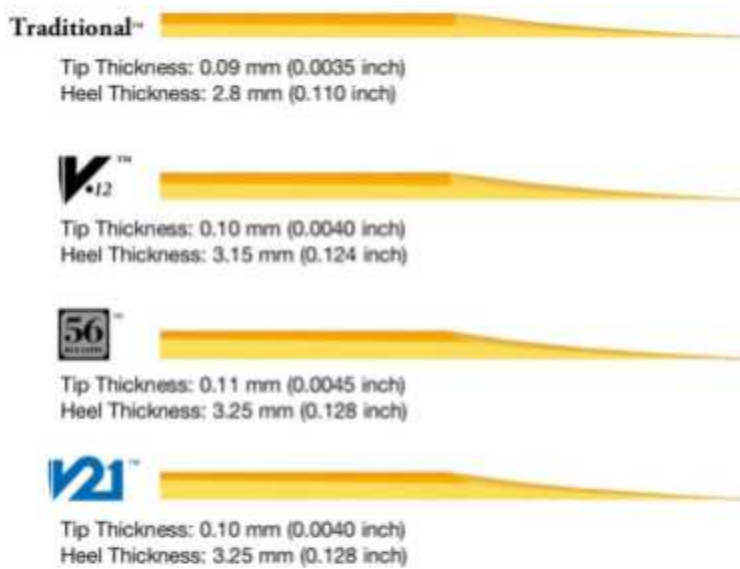 Traditional™
Tip Thickness: 0.09 mm (0.0035 inch)
Heel Thickness: 2.8 mm (0.110 inch)
V•12™
Tip Thickness: 0.10 mm (0.0040 inch)
Heel Thickness: 3.15 mm (0.124 inch)
56™
Tip Thickness: 0.11 mm (0.0045 inch)
Heel Thickness: 3.25 mm (0.128 inch)
V21™
Tip Thickness: 0.10 mm (0.0040 inch)
Heel Thickness: 3.25 mm (0.128 inch)